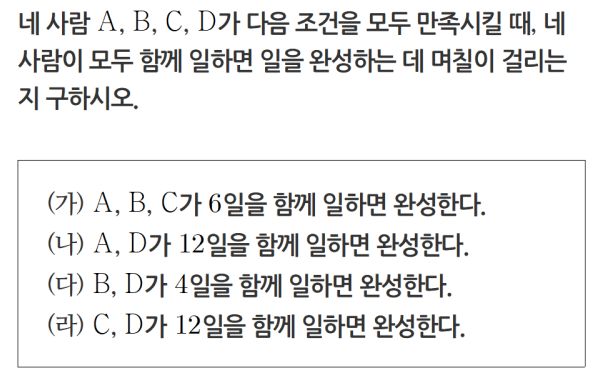 네 사람 A, B, C, D가 다음 조건을 모두 만족시킬 때, 네
사람이 모두 함께 일하면 일을 완성하는 데 며칠이 걸리는
지 구하시오.
(가) A, B, C가 6일을 함께 일하면 완성한다.
(나) A, D가 12일을 함께 일하면 완성한다.
(다) B, D가 4일을 함께 일하면 완성한다.
(라) C, D가 12일을 함께 일하면 완성한다.